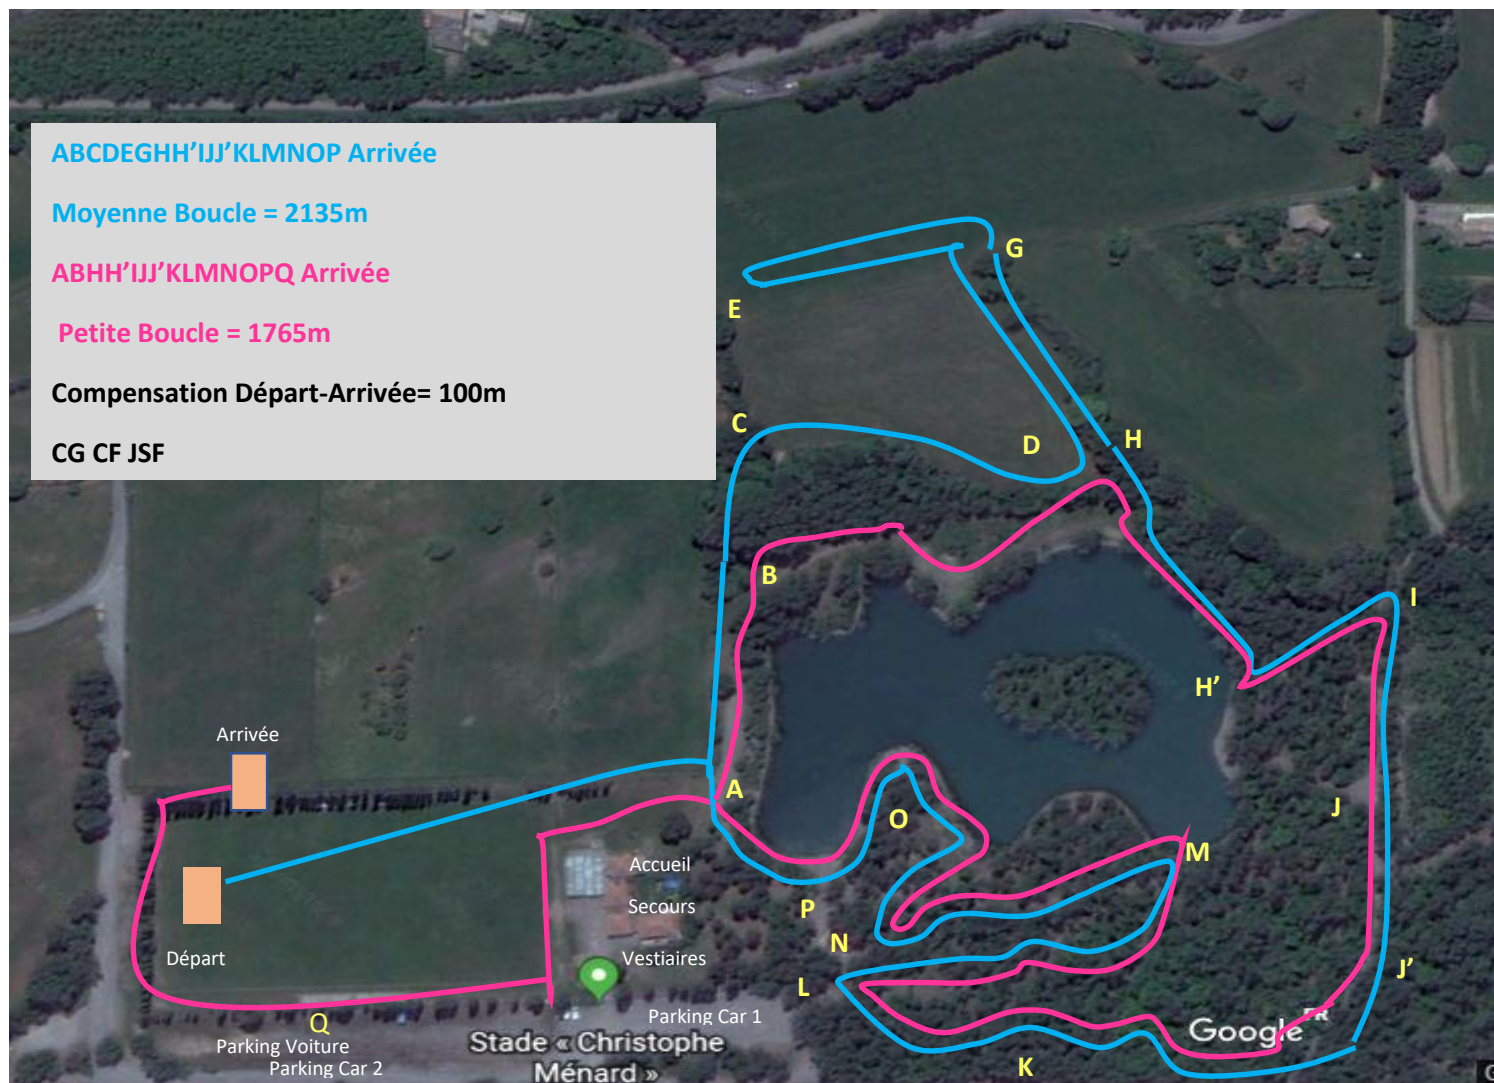 ABCDEGHH'IJJ'KLMNOP Arrivée
Moyenne Boucle = 2135m
ABHH'IJJ'KLMNOPQ Arrivée
Petite Boucle = 1765m
Compensation Départ-Arrivée= 100m
CG CF JSF
G
E
C
D
H
B
I
H'
Arrivée
A
J
O
M
Accueil
Secours
P
N
Départ
Vestiaires
L
J'
Parking Car 1
Q
Google
FR
Parking Voiture
Stade « Christophe
Ménard »
K
Parking Car 2